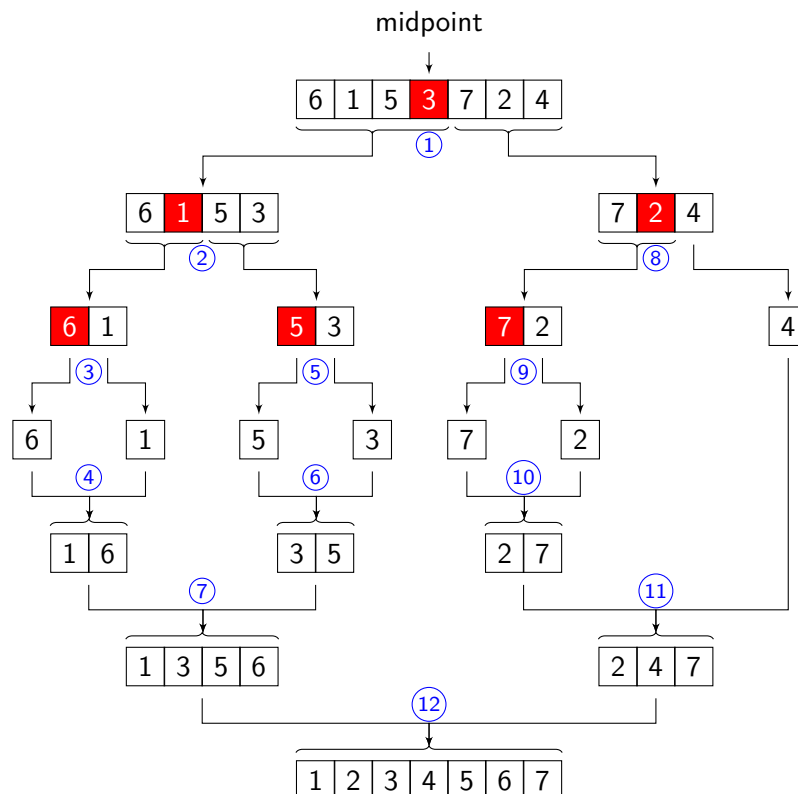 midpoint
6 1 5 3 7 2 4
1
6 1 5 3 7 2 4
2 8
6 1 5 3 7 2 4
3 5 9
6 1 5 3 7 2
4 6 10
1 6 3 5 2 7
7 11
1 3 5 6 2 4 7
12
1 2 3 4 5 6 7